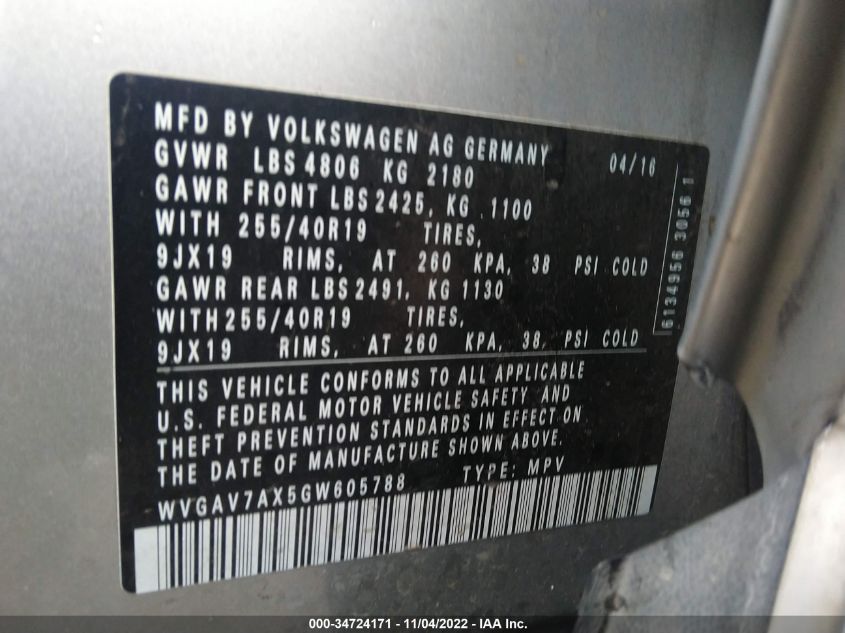 MFD BY VOLKSWAGEN AG GERMANY 04/16
GVWR LBS 4806 KG 2180
GAWR FRONT LBS 2425, KG 1100
WITH 255/40R19 TIRES,
9JX19 RIMS, AT 260 KPA, 38 PSI COLD
GAWR REAR LBS 2491, KG 1130
WITH 255/40R19 TIRES,
9JX19 RIMS, AT 260 KPA, 38, PSI COLD
6134956 3056 1
THIS VEHICLE CONFORMS TO ALL APPLICABLE
U.S. FEDERAL MOTOR VEHICLE SAFETY AND
THEFT PREVENTION STANDARDS IN EFFECT ON
THE DATE OF MANUFACTURE SHOWN ABOVE.
WVGAV7AX5GW605788 TYPE: MPV
000-34724171 - 11/04/2022 - IAA Inc.